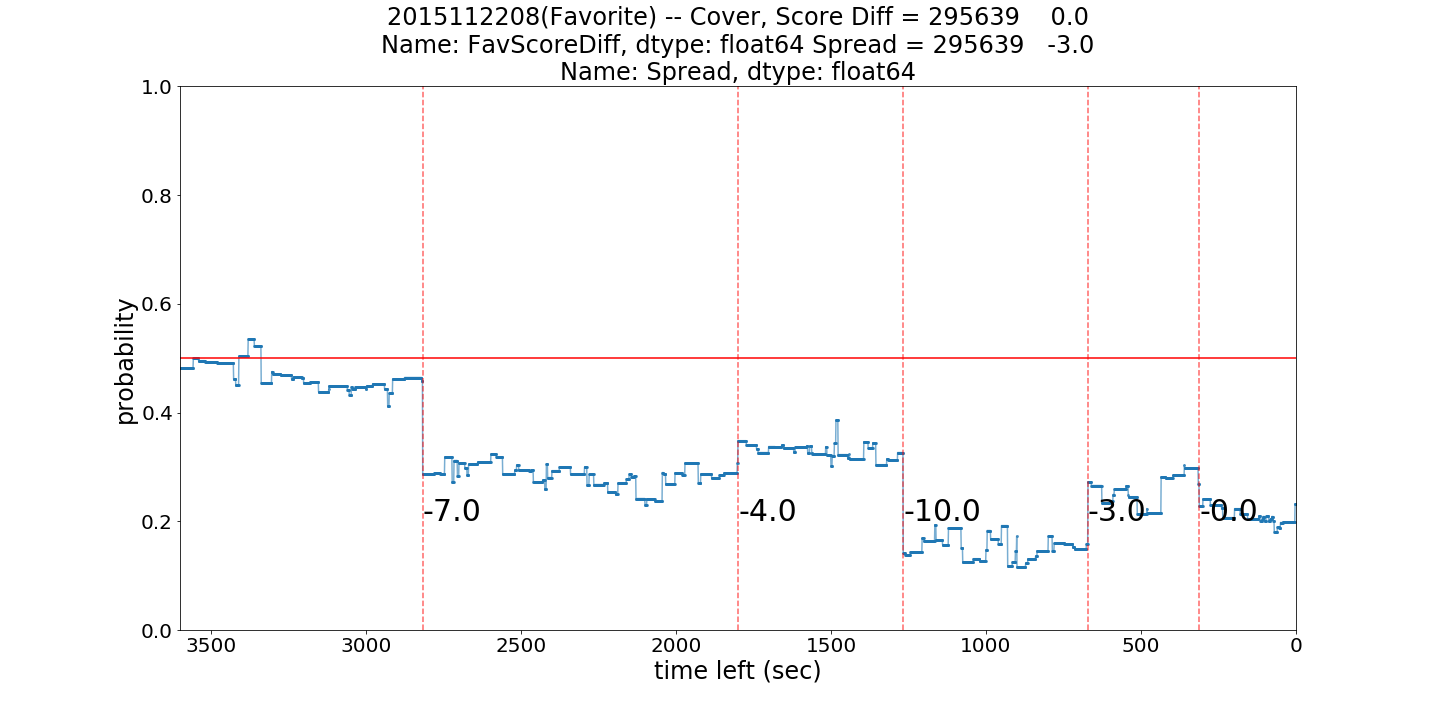 2015112208(Favorite) -- Cover, Score Diff = 295639    0.0
Name: FavScoreDiff, dtype: float64 Spread = 295639   -3.0
Name: Spread, dtype: float64
1.0
0.8
0.6
0.4
0.2
0.0
probability
-7.0
-4.0
-10.0
-3.0
-0.0
3500 3000 2500 2000 1500 1000 500 0
time left (sec)